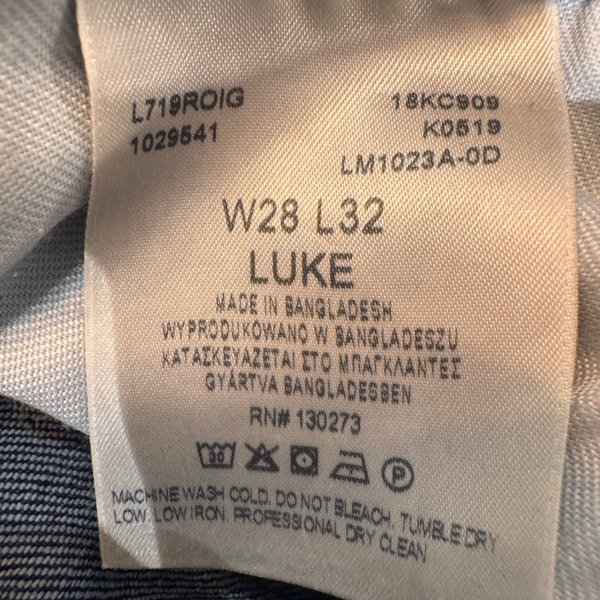 L719ROIG 18KC909
1029541 K0519
LM1023A-0D
W28 L32
LUKE
MADE IN BANGLADESH
WYPRODUKOWANO W BANGLADESZU
ΚΑΤΑΣΚΕΥΑΖΕΤΑΙ ΣΤΟ ΜΠΑΓΚΛΑΝΤΕΣ
GYÁRTVA BANGLADESBEN
RN# 130273
30 P
MACHINE WASH COLD. DO NOT BLEACH. TUMBLE DRY
LOW. LOW IRON. PROFESSIONAL DRY CLEAN